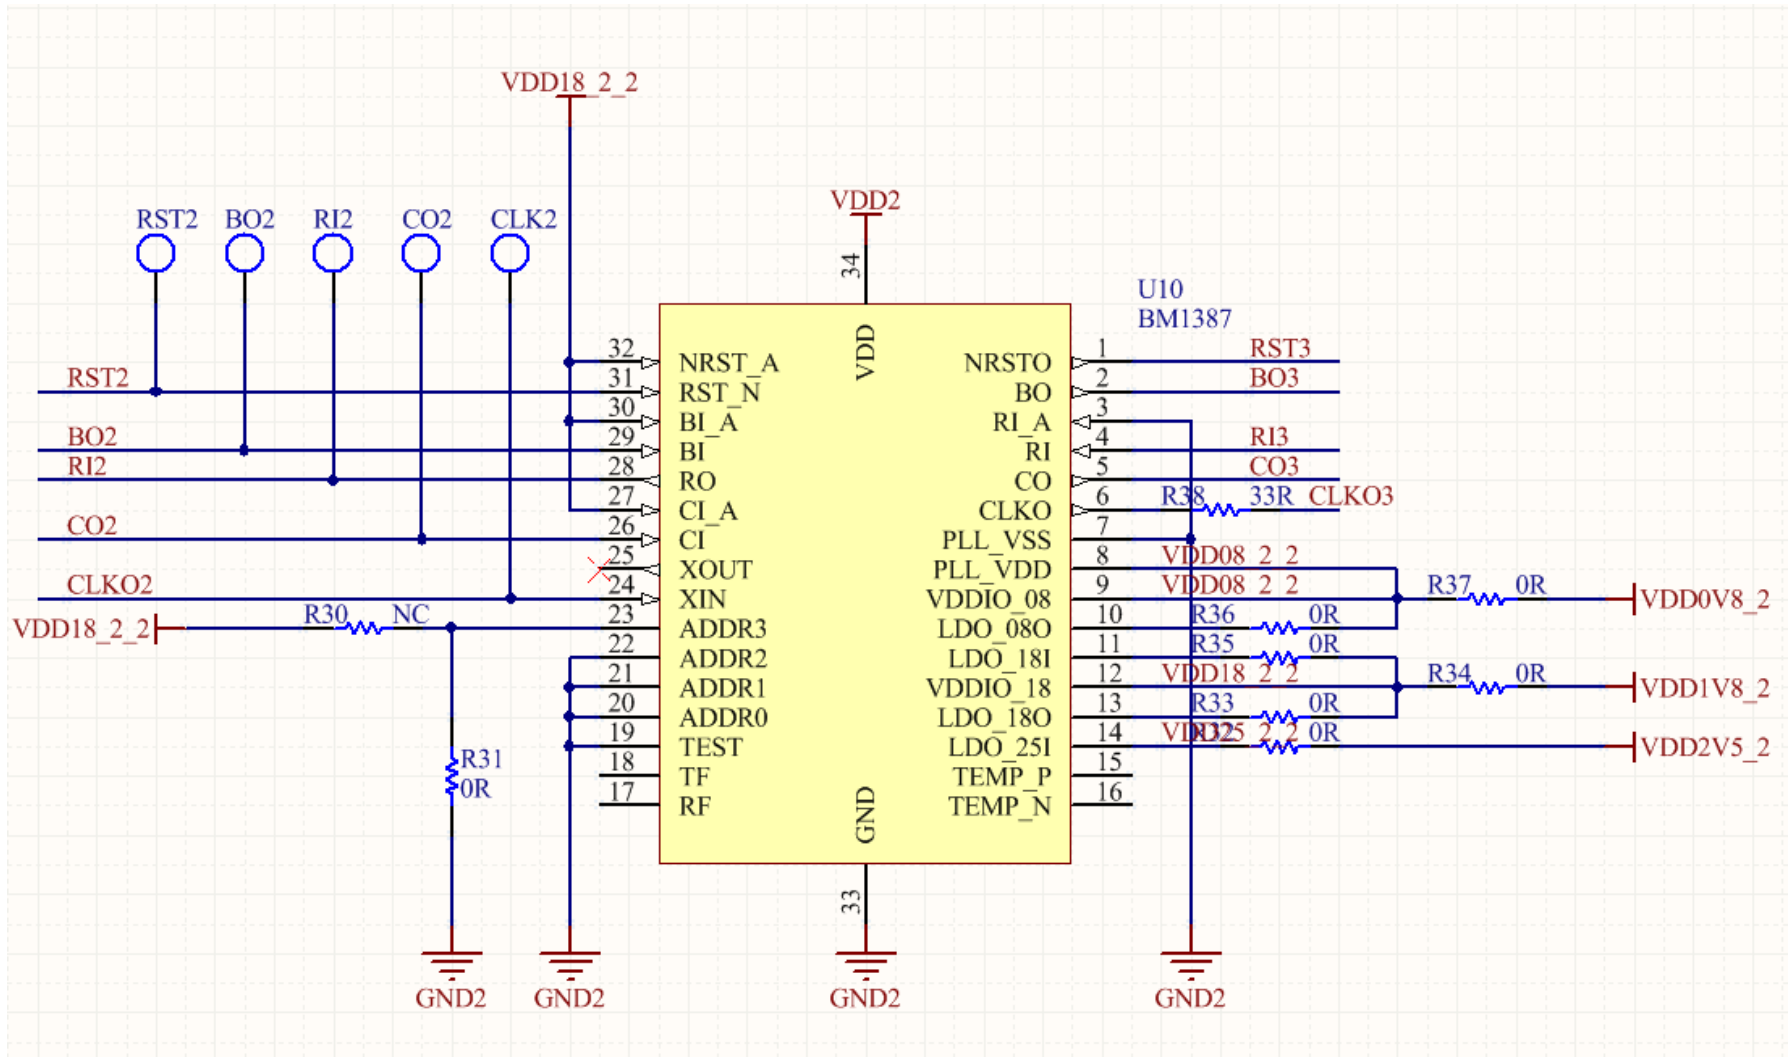 VDD18_2_2
VDD2
RST2 BO2 RI2 CO2 CLK2
34
U10
BM1387
VDD
32 NRST_A NRSTO 1 RST3
RST2 31 RST_N BO 2 BO3
30 BI_A RI_A 3
BO2 29 BI RI 4 RI3
RI2 28 RO CO 5 CO3
27 CI_A CLKO 6 R38 33R CLKO3
CO2 26 CI PLL_VSS 7
25 XOUT PLL_VDD 8 VDD08_2_2
CLKO2 24 XIN VDDIO_08 9 VDD08_2_2 R37 0R VDD0V8_2
VDD18_2_2 R30 NC 23 ADDR3 LDO_08O 10 R36 0R
22 ADDR2 LDO_18I 11 R35 0R
21 ADDR1 VDDIO_18 12 VDD18_2_2 R34 0R VDD1V8_2
20 ADDR0 LDO_18O 13 R33 0R
19 TEST LDO_25I 14 VDD25_2_2 R32 0R VDD2V5_2
R31 18 TF TEMP_P 15
0R 17 RF TEMP_N 16
GND
33
GND2 GND2 GND2 GND2